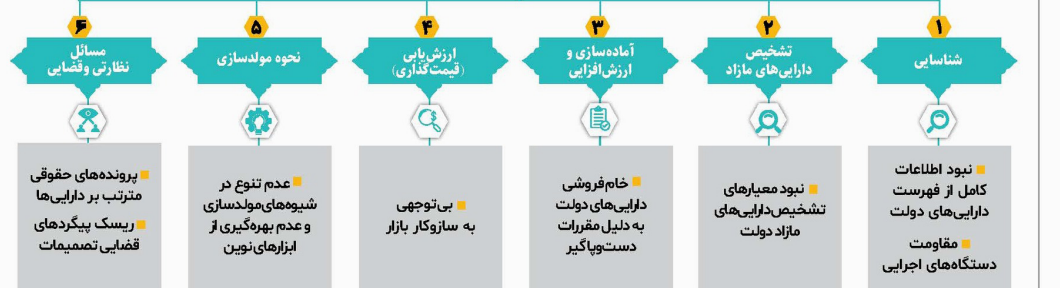 ۱
شناسایی
نبود اطلاعات
کامل از فهرست
دارایی‌های دولت
مقاومت
دستگاه‌های اجرایی
۲
تشخیص
دارایی‌های مازاد
نبود معیارهای
تشخیص‌دارایی‌های
مازاد دولت
۳
آماده‌سازی و
ارزش‌افزایی
خام‌فروشی
دارایی‌های دولت
به دلیل مقررات
دست‌وپاگیر
۴
ارزش‌یابی
(قیمت‌گذاری)
بی‌توجهی
به سازوکار بازار
۵
نحوه مولدسازی
عدم تنوع در
شیوه‌های‌مولدسازی
و عدم بهره‌گیری از
ابزارهای‌نوین
۶
مسائل
نظارتی وقضایی
پرونده‌های حقوقی
مترتب بر دارایی‌ها
ریسک پیگردهای
قضایی تصمیمات